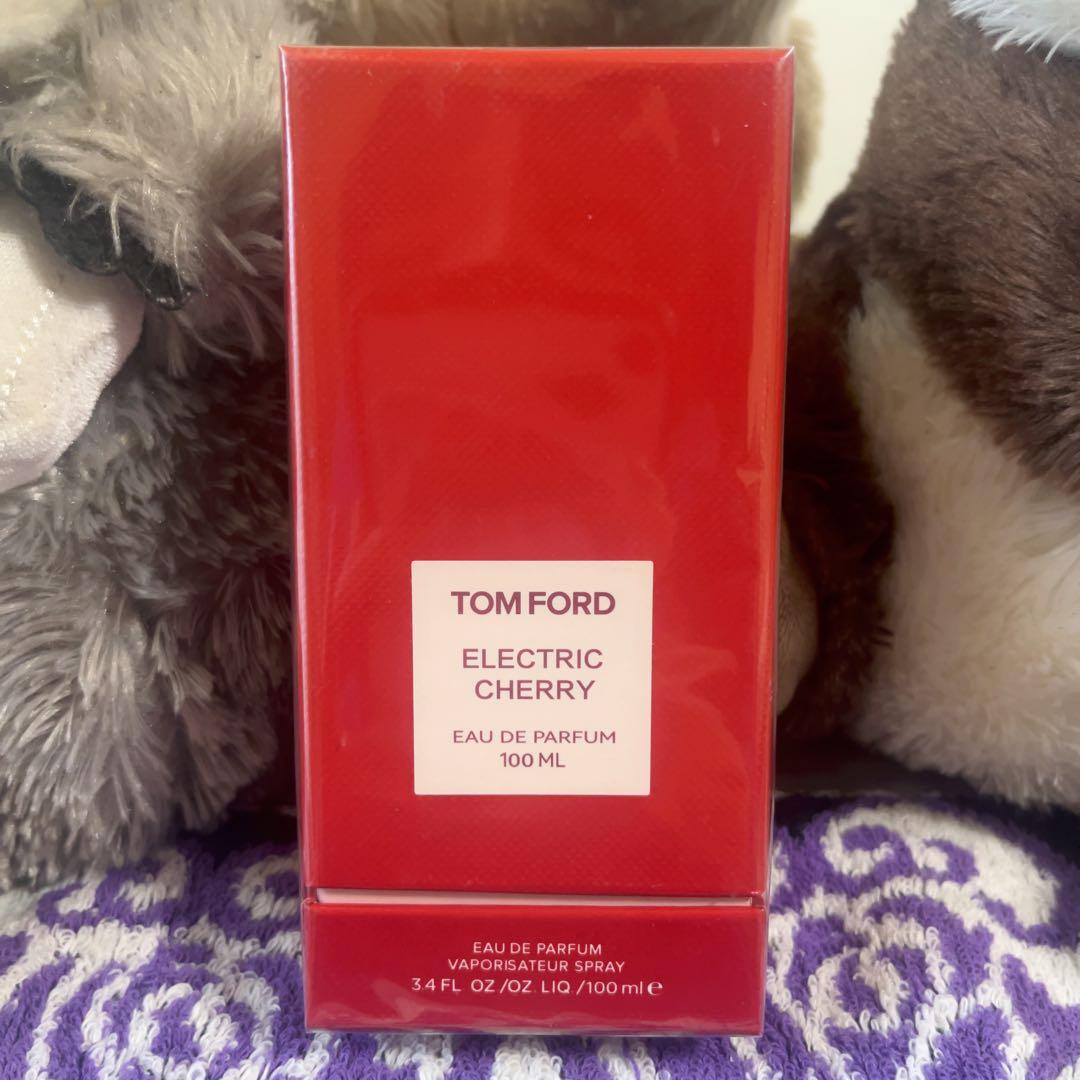 TOM FORD
ELECTRIC
CHERRY
EAU DE PARFUM
100 ML
EAU DE PARFUM
VAPORISATEUR SPRAY
3.4 FL OZ /OZ. LIQ /100 ml e